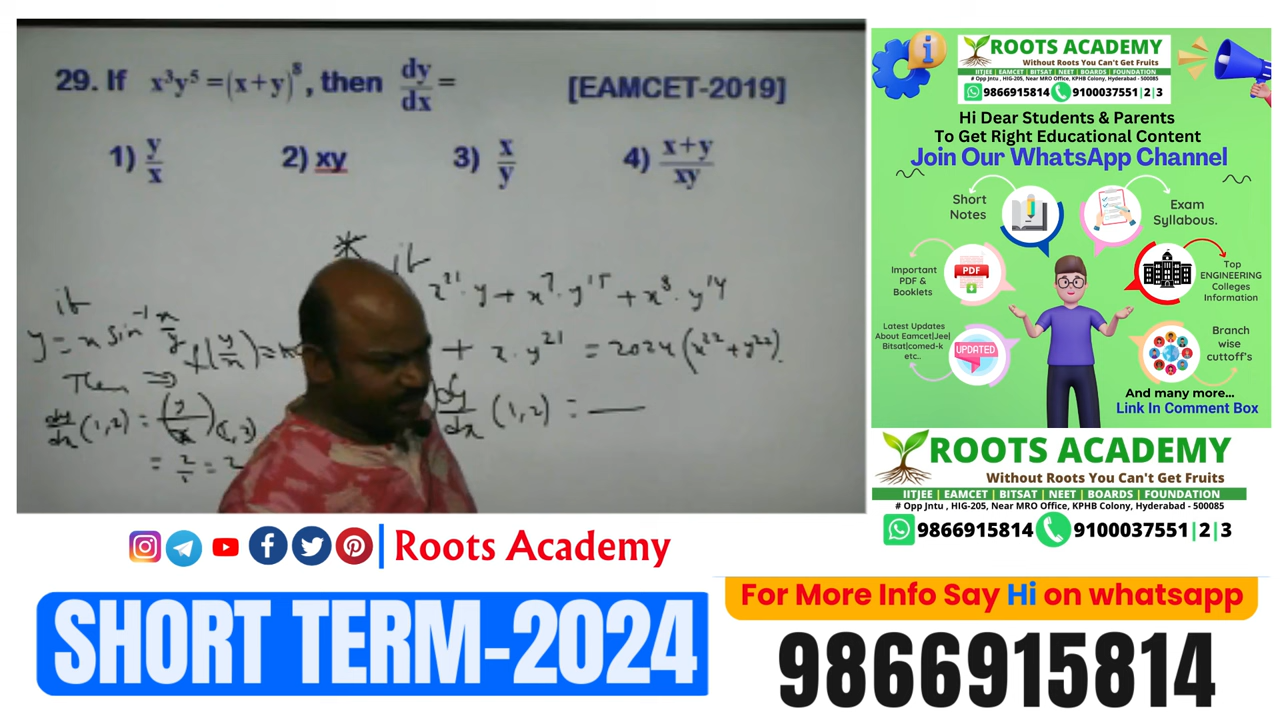 29. If x³y⁵ = (x+y)⁸, then dy/dx = [EAMCET-2019]
1) y/x 2) xy 3) x/y 4) x+y/xy
*
if
x²¹·y + x⁷·y¹⁵ + x⁸·y¹⁴
+ x·y²¹ = 2024(x²² + y²²).
dy/dx (1,2) = ___
if
y = x sin⁻¹ x/y
f(y/x) = k
Then ⇒
dy/dx (1,2) = (y/x)(1,2)
= 2/1 = 2
ROOTS ACADEMY
Without Roots You Can't Get Fruits
IITJEE | EAMCET | BITSAT | NEET | BOARDS | FOUNDATION
# Opp Jntu , HIG-205, Near MRO Office, KPHB Colony, Hyderabad - 500085
9866915814 9100037551|2|3
Hi Dear Students & Parents
To Get Right Educational Content
Join Our WhatsApp Channel
Short
Notes
Exam
Syllabous.
Important
PDF &
Booklets
PDF
Top
ENGINEERING
Colleges
Information
Latest Updates
About Eamcet|Jee|
Bitsat|comed-k
etc..
UPDATED
Branch
wise
cuttoff's
And many more...
Link In Comment Box
ROOTS ACADEMY
Without Roots You Can't Get Fruits
IITJEE | EAMCET | BITSAT | NEET | BOARDS | FOUNDATION
# Opp Jntu , HIG-205, Near MRO Office, KPHB Colony, Hyderabad - 500085
9866915814 9100037551|2|3
Roots Academy
SHORT TERM-2024
For More Info Say Hi on whatsapp
9866915814